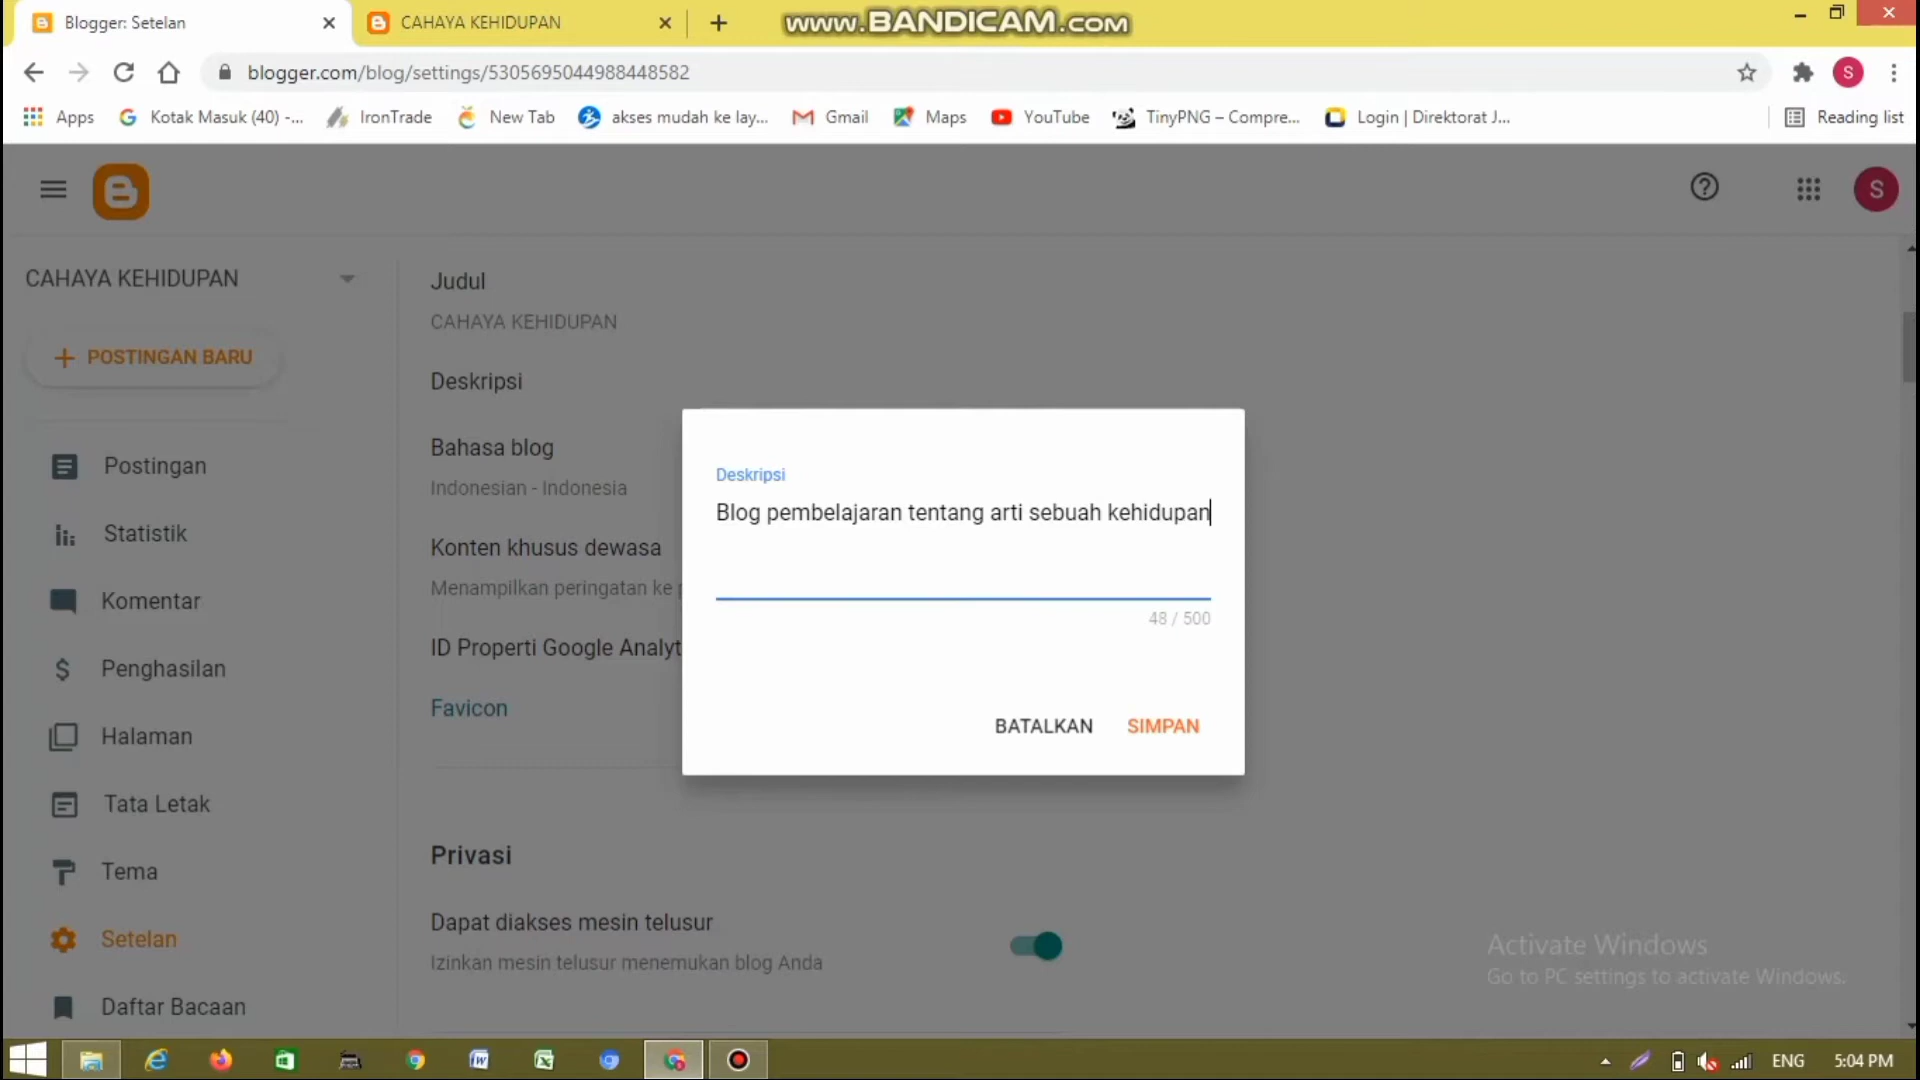 Blogger: Setelan
CAHAYA KEHIDUPAN
www.BANDICAM.com
blogger.com/blog/settings/5305695044988448582
S
Apps
Kotak Masuk (40) -...
IronTrade
New Tab
akses mudah ke lay...
Gmail
Maps
YouTube
TinyPNG – Compre...
Login | Direktorat J...
Reading list
S
CAHAYA KEHIDUPAN
POSTINGAN BARU
Postingan
Statistik
Komentar
Penghasilan
Halaman
Tata Letak
Tema
Setelan
Daftar Bacaan
Judul
CAHAYA KEHIDUPAN
Deskripsi
Bahasa blog
Indonesian - Indonesia
Konten khusus dewasa
Menampilkan peringatan ke p
ID Properti Google Analyt
Favicon
Deskripsi
Blog pembelajaran tentang arti sebuah kehidupan
48 / 500
BATALKAN
SIMPAN
Privasi
Dapat diakses mesin telusur
Izinkan mesin telusur menemukan blog Anda
Activate Windows
Go to PC settings to activate Windows.
ENG
5:04 PM